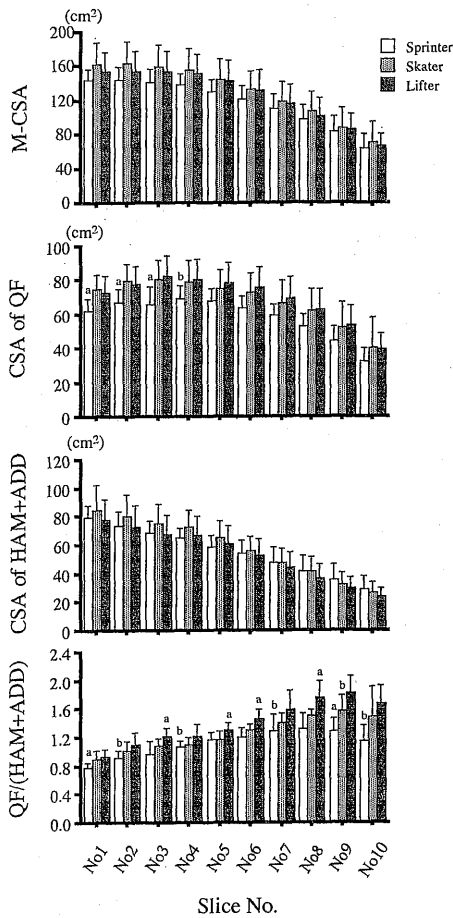 (cm²)
200
160
120
80
40
0
M-CSA
Sprinter
Skater
Lifter
100
80
60
40
20
0
CSA of QF
a
a
a
b
(cm²)
120
100
80
60
40
20
0
CSA of HAM+ADD
2.4
2.0
1.6
1.2
0.8
0.4
0.0
QF/(HAM+ADD)
a
b
a
b
a
a
b
a
a
b
b
No1
No2
No3
No4
No5
No6
No7
No8
No9
No10
Slice No.